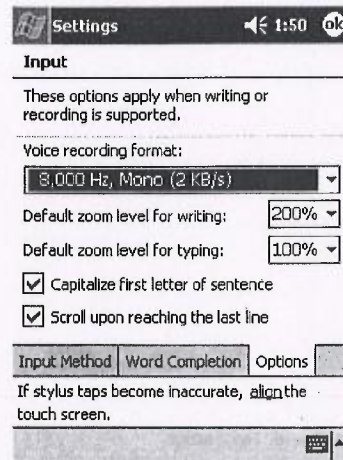 Settings 1:50 ok
Input
These options apply when writing or
recording is supported.
Voice recording format:
8,000 Hz, Mono (2 KB/s)
Default zoom level for writing: 200%
Default zoom level for typing: 100%
Capitalize first letter of sentence
Scroll upon reaching the last line
Input Method Word Completion Options
If stylus taps become inaccurate, align the
touch screen.